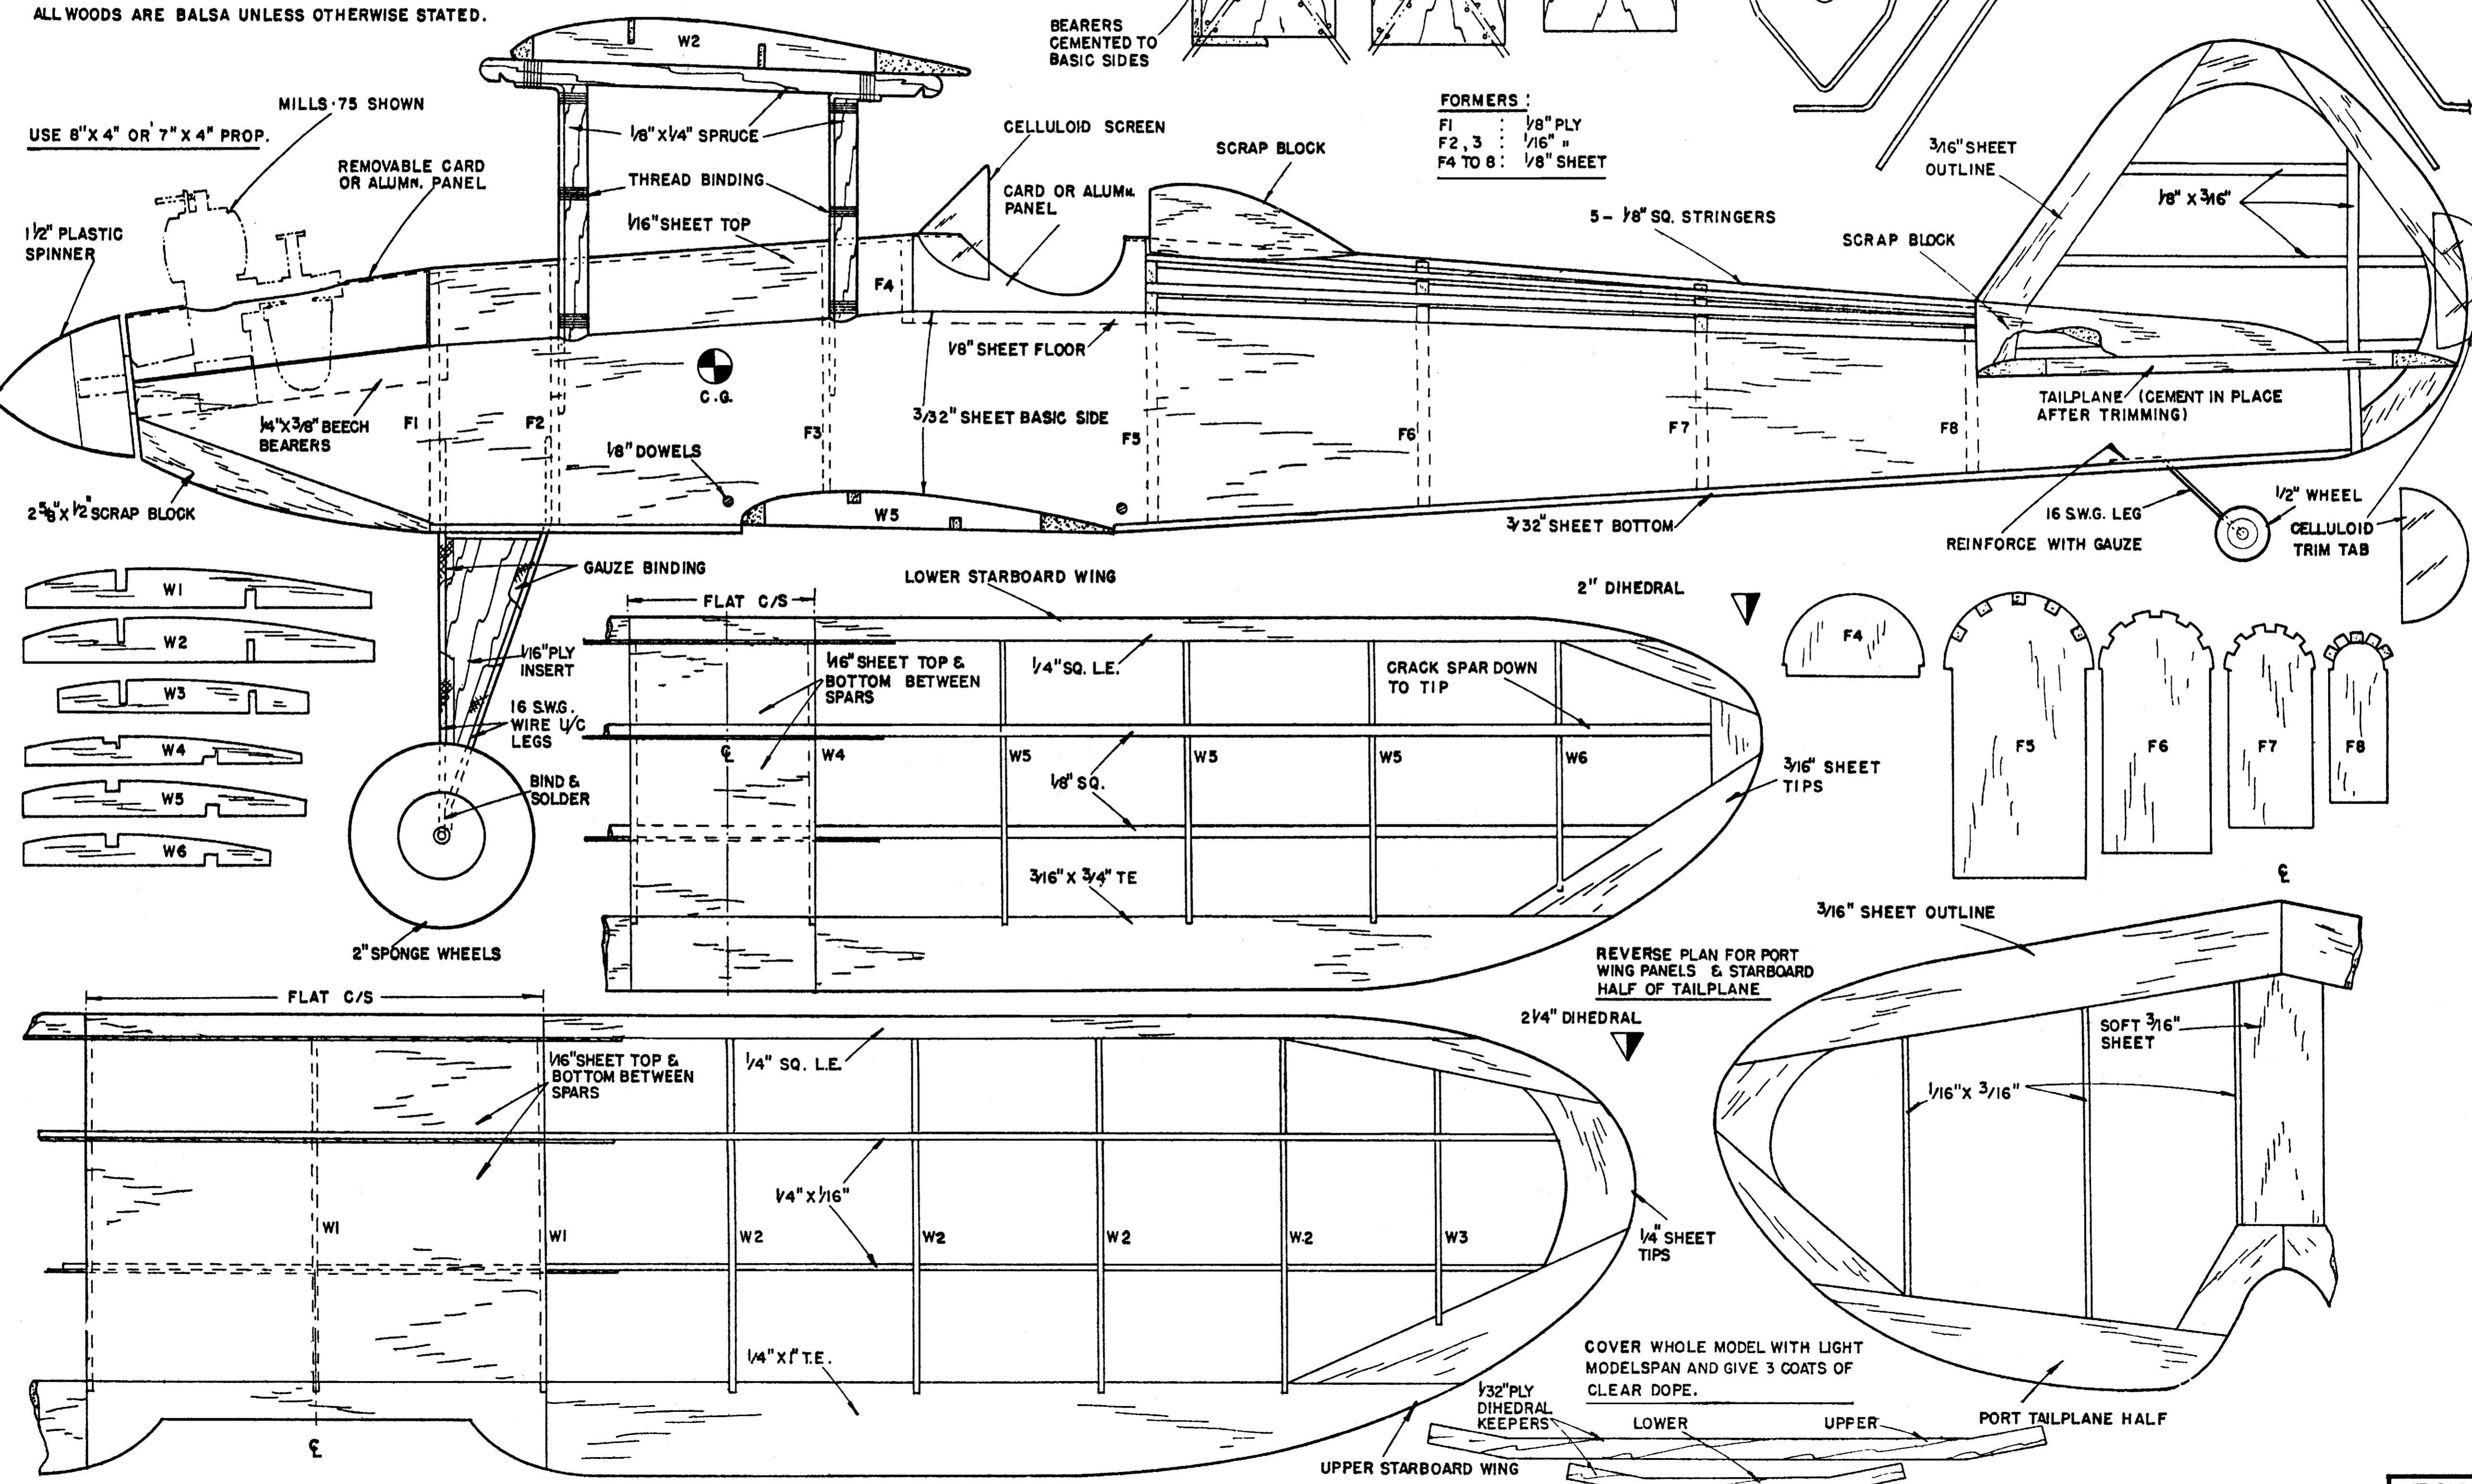 ALL WOODS ARE BALSA UNLESS OTHERWISE STATED.
W2
BEARERS
CEMENTED TO
BASIC SIDES
MILLS ·75 SHOWN
USE 8" X 4" OR 7" X 4" PROP.
REMOVABLE CARD
OR ALUMN. PANEL
1/8" X 1/4" SPRUCE
THREAD BINDING
1/16" SHEET TOP
CELLULOID SCREEN
CARD OR ALUMN.
PANEL
SCRAP BLOCK
FORMERS :
F1 : 1/8" PLY
F2, 3 : 1/16" "
F4 TO 8 : 1/8" SHEET
5 - 1/8" SQ. STRINGERS
3/16" SHEET
OUTLINE
1/8" X 3/16"
SCRAP BLOCK
1 1/2" PLASTIC
SPINNER
F4
1/8" SHEET FLOOR
C.G.
3/32" SHEET BASIC SIDE
1/4" X 3/8" BEECH
BEARERS
F1
F2
F3
F5
F6
F7
F8
1/8" DOWELS
TAILPLANE (CEMENT IN PLACE
AFTER TRIMMING)
2 5/8" X 1/2" SCRAP BLOCK
W5
3/32" SHEET BOTTOM
16 S.W.G. LEG
REINFORCE WITH GAUZE
1/2" WHEEL
CELLULOID
TRIM TAB
GAUZE BINDING
LOWER STARBOARD WING
2" DIHEDRAL
FLAT C/S
W1
W2
W3
W4
W5
W6
1/16" PLY
INSERT
16 S.W.G.
WIRE U/C
LEGS
BIND &
SOLDER
2" SPONGE WHEELS
1/16" SHEET TOP &
BOTTOM BETWEEN
SPARS
1/4" SQ. L.E.
CRACK SPAR DOWN
TO TIP
℄
W4
W5
W5
W5
W6
1/8" SQ.
3/16" SHEET
TIPS
3/16" X 3/4" TE
F4
F5
F6
F7
F8
℄
3/16" SHEET OUTLINE
REVERSE PLAN FOR PORT
WING PANELS & STARBOARD
HALF OF TAILPLANE
FLAT C/S
2 1/4" DIHEDRAL
1/16" SHEET TOP &
BOTTOM BETWEEN
SPARS
1/4" SQ. L.E.
SOFT 3/16"
SHEET
1/16" X 3/16"
1/4" X 1/16"
W1
W1
W2
W2
W2
W.2
W3
1/4" SHEET
TIPS
1/4" X 1" T.E.
℄
COVER WHOLE MODEL WITH LIGHT
MODELSPAN AND GIVE 3 COATS OF
CLEAR DOPE.
1/32" PLY
DIHEDRAL
KEEPERS
LOWER
UPPER
PORT TAILPLANE HALF
UPPER STARBOARD WING